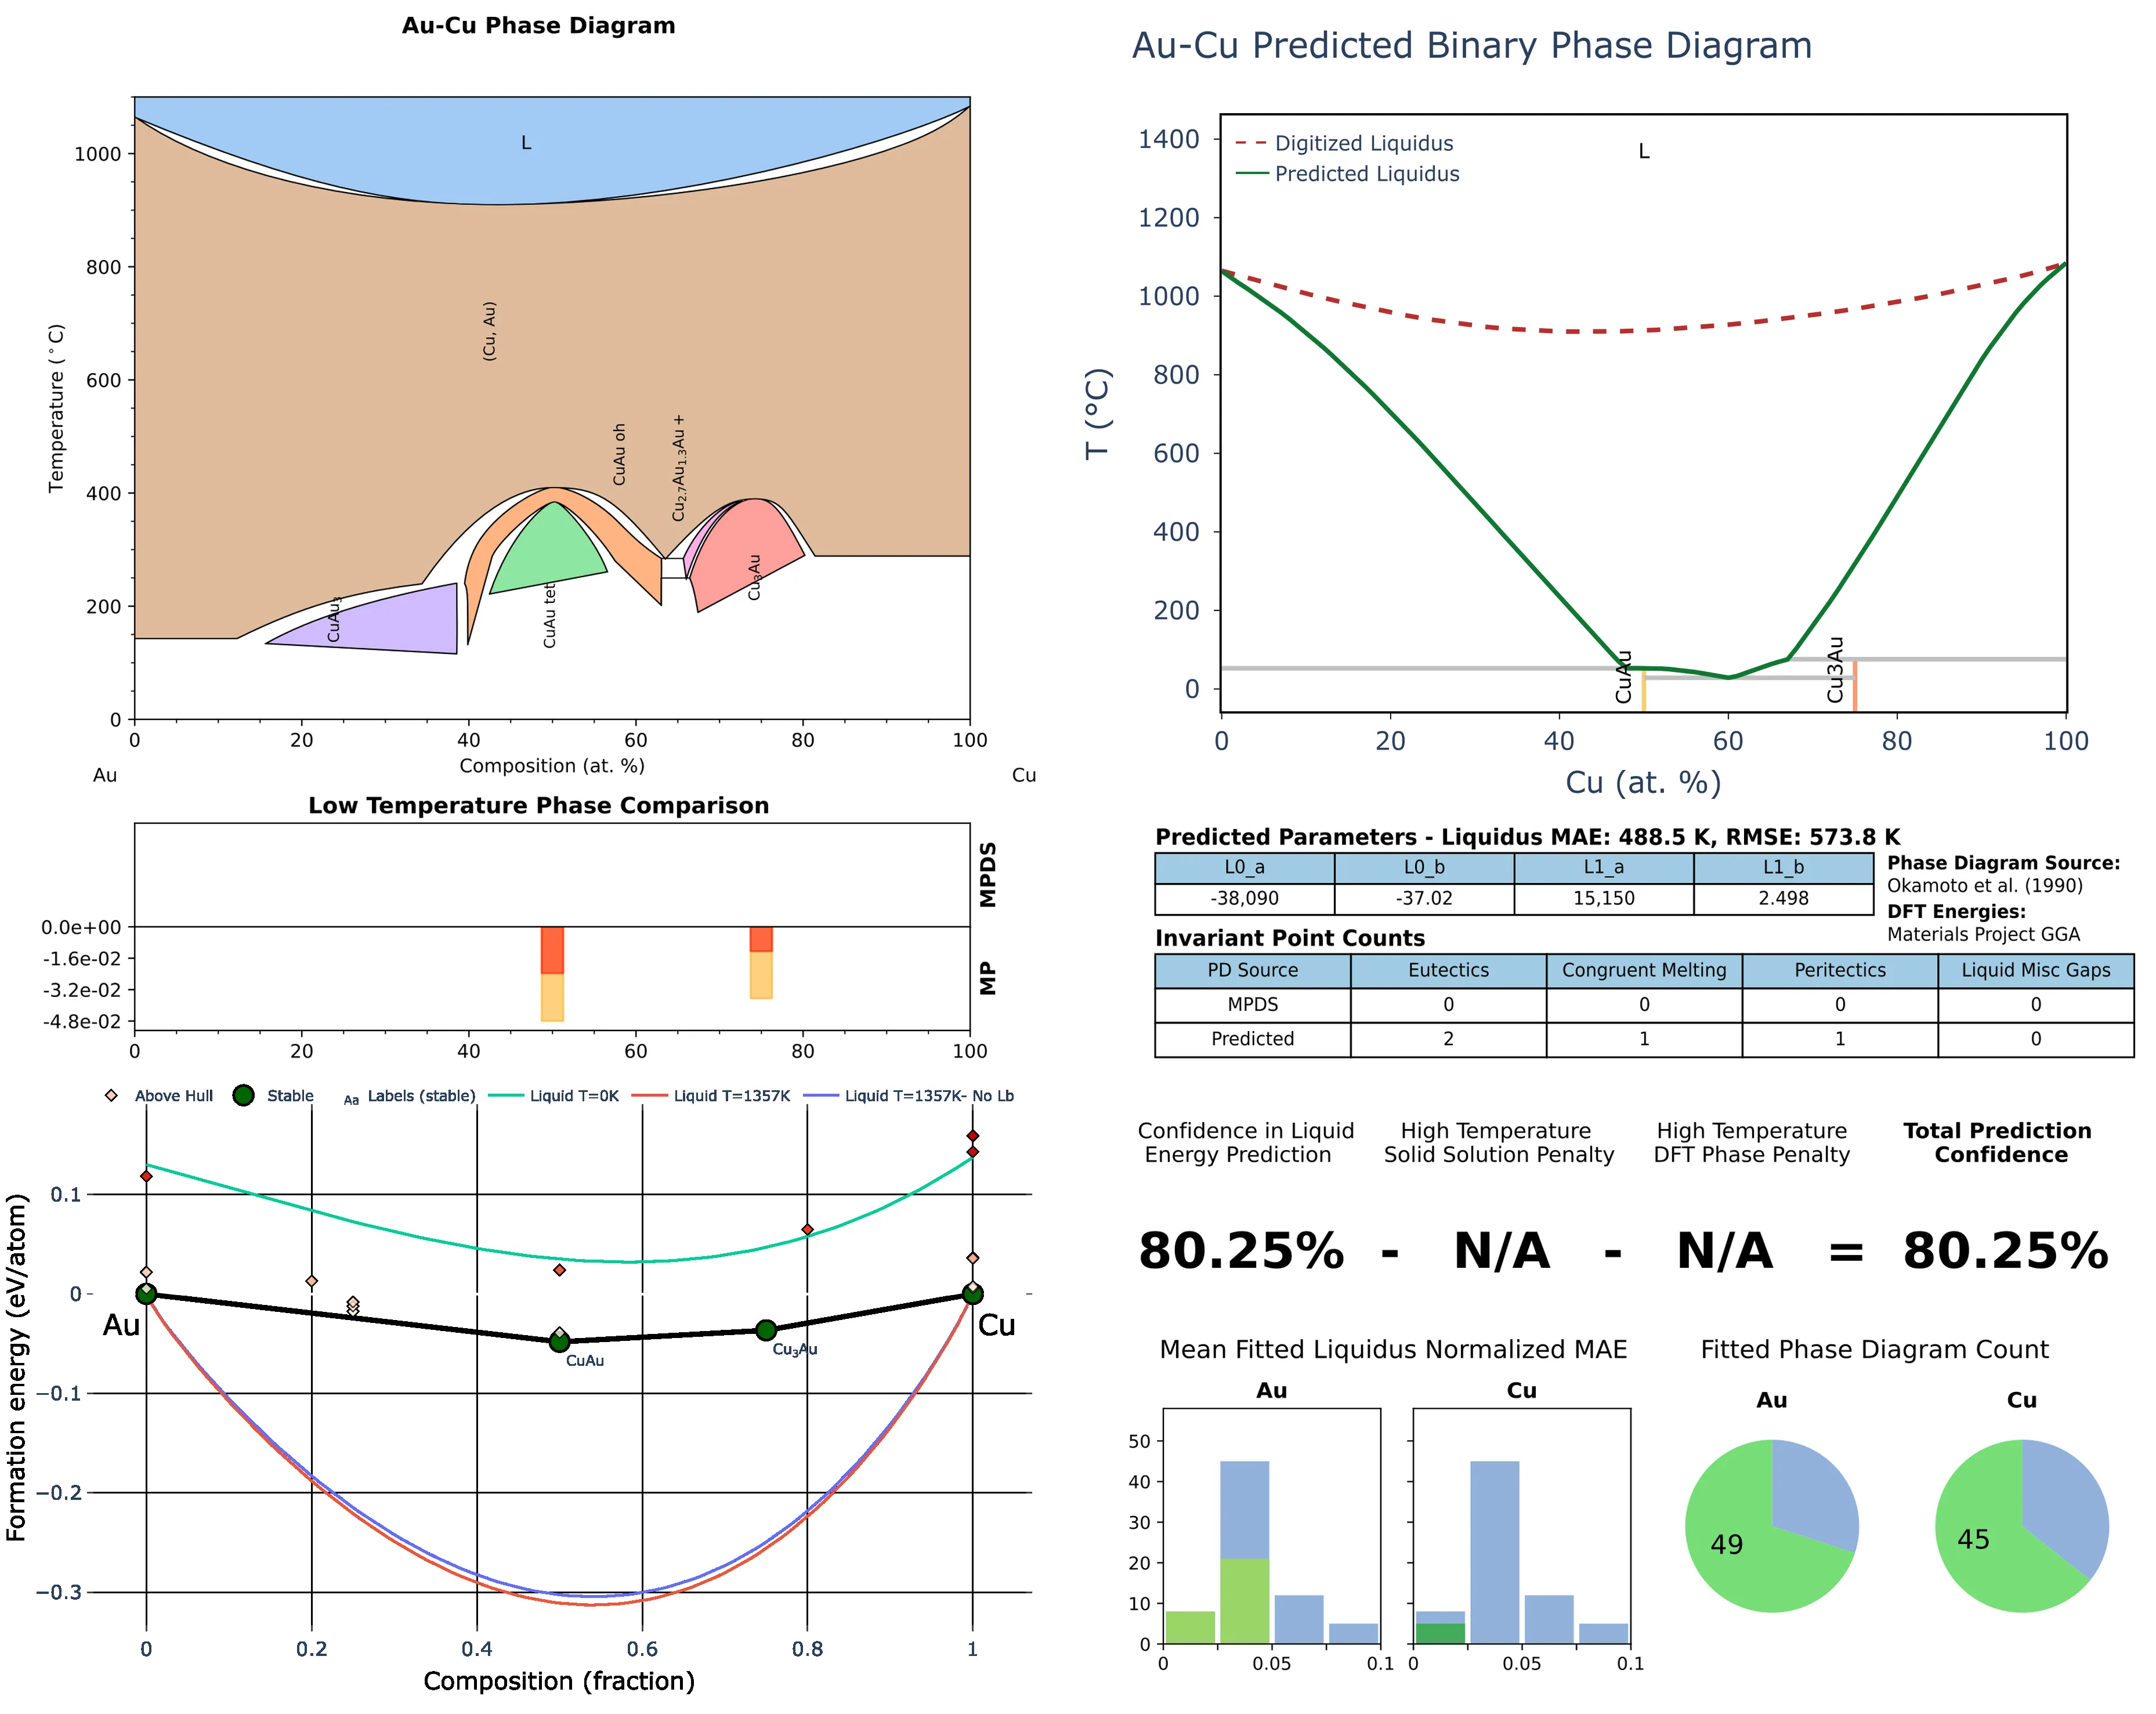 Au-Cu Phase Diagram
1000
800
600
400
200
0
Temperature (°C)
L
(Cu, Au)
CuAu oh
Cu2.7Au1.3Au +
CuAu3
CuAu tet
Cu3Au
0 20 40 60 80 100
Composition (at. %)
Au Cu
Low Temperature Phase Comparison
0.0e+00
-1.6e-02
-3.2e-02
-4.8e-02
MPDS
MP
0 20 40 60 80 100
Above Hull Stable Aa Labels (stable) Liquid T=0K Liquid T=1357K Liquid T=1357K- No Lb
0.1
0
−0.1
−0.2
−0.3
Formation energy (eV/atom)
Au
CuAu
Cu3Au
Cu
0 0.2 0.4 0.6 0.8 1
Composition (fraction)
Au-Cu Predicted Binary Phase Diagram
1400
1200
1000
800
600
400
200
0
T (°C)
Digitized Liquidus
Predicted Liquidus
L
CuAu
Cu3Au
0 20 40 60 80 100
Cu (at. %)
Predicted Parameters - Liquidus MAE: 488.5 K, RMSE: 573.8 K
L0_a L0_b L1_a L1_b
-38,090 -37.02 15,150 2.498
Phase Diagram Source:
Okamoto et al. (1990)
DFT Energies:
Materials Project GGA
Invariant Point Counts
PD Source Eutectics Congruent Melting Peritectics Liquid Misc Gaps
MPDS 0 0 0 0
Predicted 2 1 1 0
Confidence in Liquid
Energy Prediction
High Temperature
Solid Solution Penalty
High Temperature
DFT Phase Penalty
Total Prediction
Confidence
80.25% - N/A - N/A = 80.25%
Mean Fitted Liquidus Normalized MAE
Au Cu
50
40
30
20
10
0
0 0.05 0.1
0 0.05 0.1
Fitted Phase Diagram Count
Au Cu
49 45